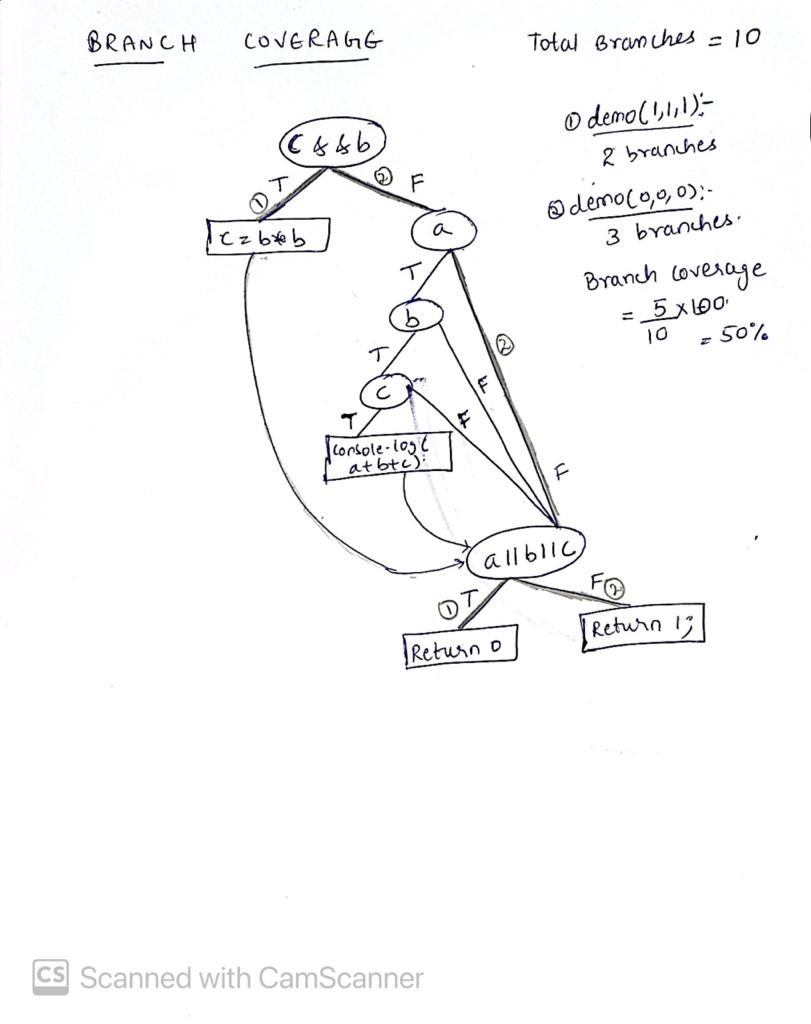 BRANCH COVERAGE
Total Branches = 10
① demo(1,1,1):-
2 branches
② demo(0,0,0):-
3 branches.
Branch coverage
= 5 x 100
10
= 50%
C && b
① T
② F
C = b * b
a
T
b
②
T
F
C
T
F
console.log(
a+b+c);
F
a||b||c
① T
F ②
Return 0
Return 1;
CS Scanned with CamScanner